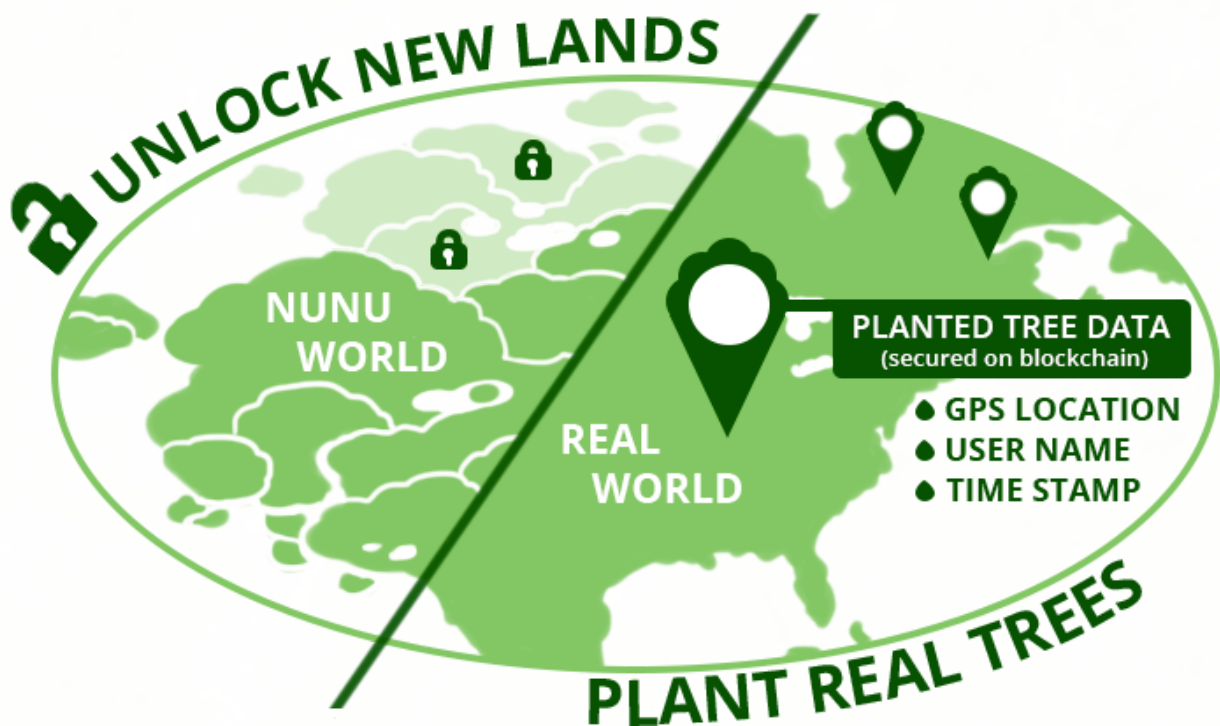 UNLOCK NEW LANDS
NUNU
WORLD
REAL
WORLD
PLANTED TREE DATA
(secured on blockchain)
GPS LOCATION
USER NAME
TIME STAMP
PLANT REAL TREES